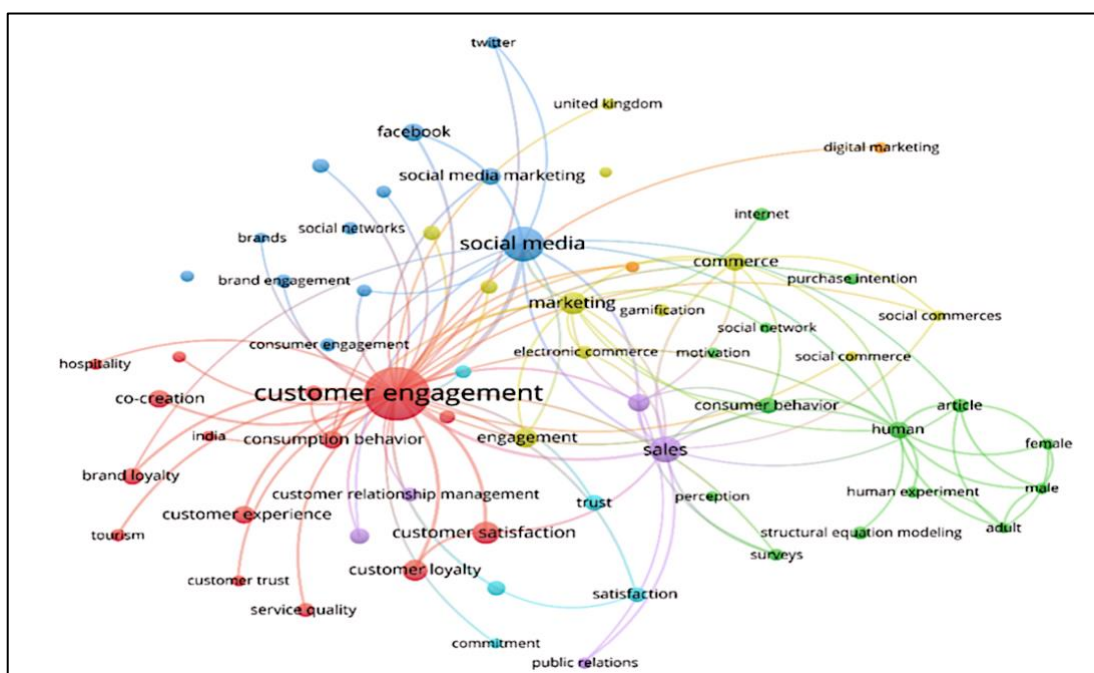 twitter
united kingdom
facebook
digital marketing
social media marketing
internet
social networks
brands
social media
commerce
brand engagement
purchase intention
marketing
gamification
social commerces
social network
consumer engagement
electronic commerce
motivation
social commerce
hospitality
customer engagement
co-creation
consumer behavior
article
india
consumption behavior
engagement
human
female
sales
brand loyalty
customer relationship management
perception
human experiment
male
trust
customer experience
customer satisfaction
structural equation modeling
adult
tourism
surveys
customer loyalty
customer trust
satisfaction
service quality
commitment
public relations